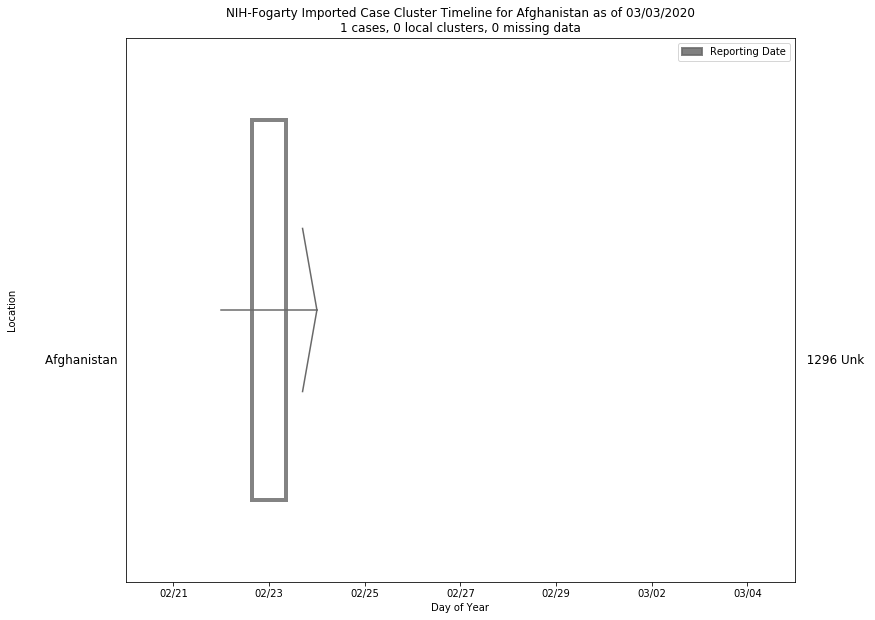 NIH-Fogarty Imported Case Cluster Timeline for Afghanistan as of 03/03/2020
1 cases, 0 local clusters, 0 missing data
Reporting Date
Location
Afghanistan
1296 Unk
02/21 02/23 02/25 02/27 02/29 03/02 03/04
Day of Year